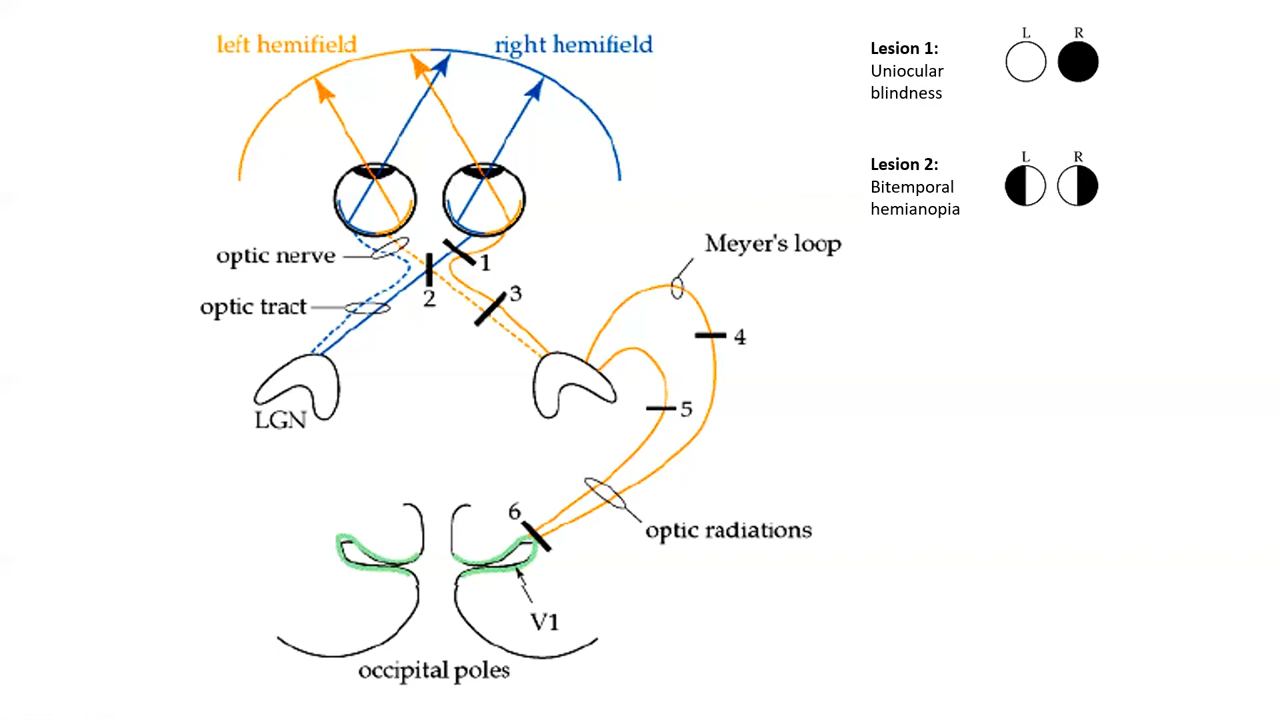 left hemifield
right hemifield
optic nerve
optic tract
1
2
3
LGN
Meyer's loop
4
5
6
optic radiations
V1
occipital poles
Lesion 1:
Uniocular
blindness
L R
Lesion 2:
Bitemporal
hemianopia
L R